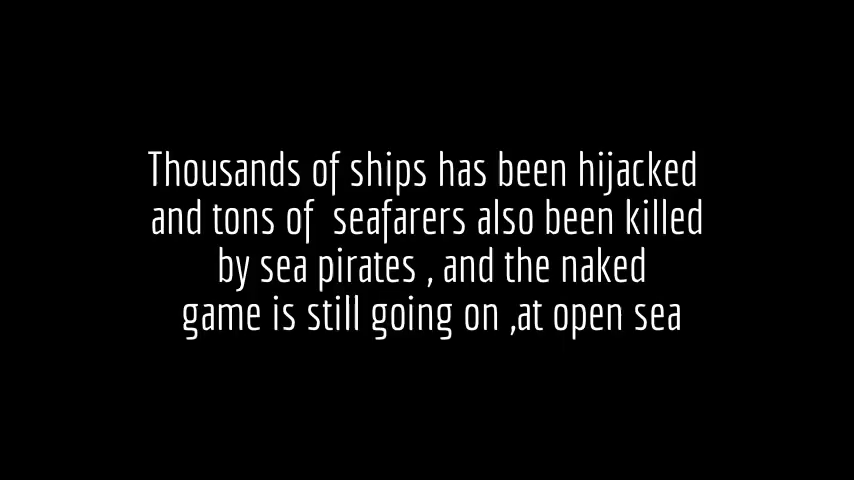 Thousands of ships has been hijacked
and tons of  seafarers also been killed
by sea pirates , and the naked
game is still going on ,at open sea